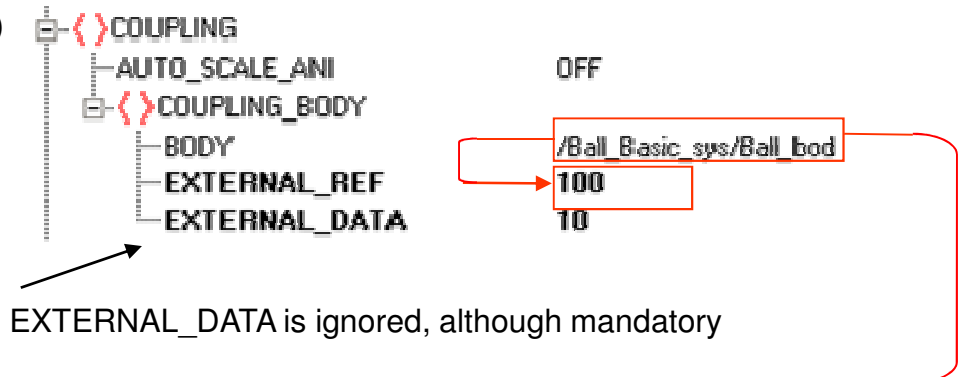 COUPLING
AUTO_SCALE_ANI OFF
COUPLING_BODY
BODY /Ball_Basic_sys/Ball_bod
EXTERNAL_REF 100
EXTERNAL_DATA 10
EXTERNAL_DATA is ignored, although mandatory